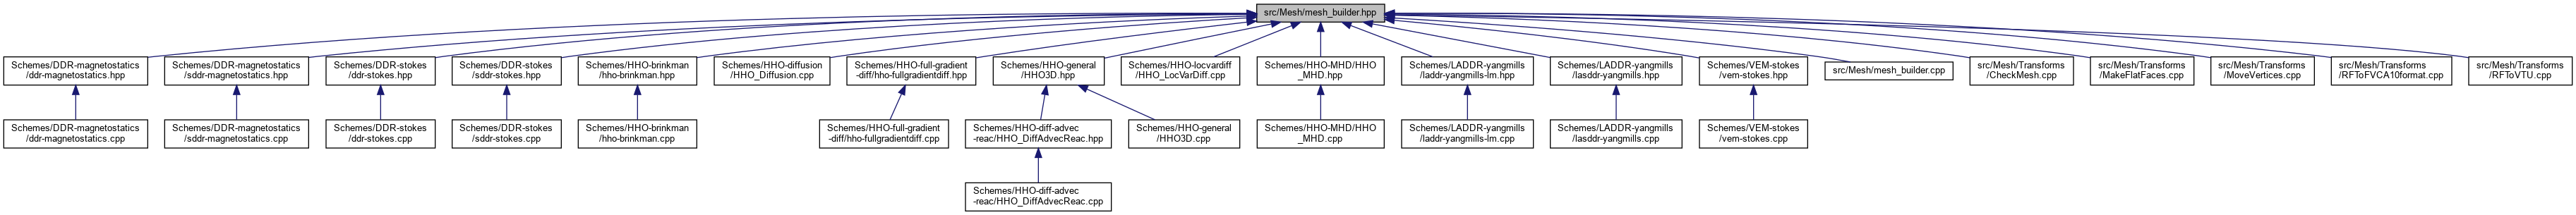 src/Mesh/mesh_builder.hpp
Schemes/DDR-magnetostatics
/ddr-magnetostatics.hpp
Schemes/DDR-magnetostatics
/sddr-magnetostatics.hpp
Schemes/DDR-stokes
/ddr-stokes.hpp
Schemes/DDR-stokes
/sddr-stokes.hpp
Schemes/HHO-brinkman
/hho-brinkman.hpp
Schemes/HHO-diffusion
/HHO_Diffusion.cpp
Schemes/HHO-full-gradient
-diff/hho-fullgradientdiff.hpp
Schemes/HHO-general
/HHO3D.hpp
Schemes/HHO-locvardiff
/HHO_LocVarDiff.cpp
Schemes/HHO-MHD/HHO
_MHD.hpp
Schemes/LADDR-yangmills
/laddr-yangmills-lm.hpp
Schemes/LADDR-yangmills
/lasddr-yangmills.hpp
Schemes/VEM-stokes
/vem-stokes.hpp
src/Mesh/mesh_builder.cpp
src/Mesh/Transforms
/CheckMesh.cpp
src/Mesh/Transforms
/MakeFlatFaces.cpp
src/Mesh/Transforms
/MoveVertices.cpp
src/Mesh/Transforms
/RFToFVCA10format.cpp
src/Mesh/Transforms
/RFToVTU.cpp
Schemes/DDR-magnetostatics
/ddr-magnetostatics.cpp
Schemes/DDR-magnetostatics
/sddr-magnetostatics.cpp
Schemes/DDR-stokes
/ddr-stokes.cpp
Schemes/DDR-stokes
/sddr-stokes.cpp
Schemes/HHO-brinkman
/hho-brinkman.cpp
Schemes/HHO-full-gradient
-diff/hho-fullgradientdiff.cpp
Schemes/HHO-diff-advec
-reac/HHO_DiffAdvecReac.hpp
Schemes/HHO-general
/HHO3D.cpp
Schemes/HHO-MHD/HHO
_MHD.cpp
Schemes/LADDR-yangmills
/laddr-yangmills-lm.cpp
Schemes/LADDR-yangmills
/lasddr-yangmills.cpp
Schemes/VEM-stokes
/vem-stokes.cpp
Schemes/HHO-diff-advec
-reac/HHO_DiffAdvecReac.cpp